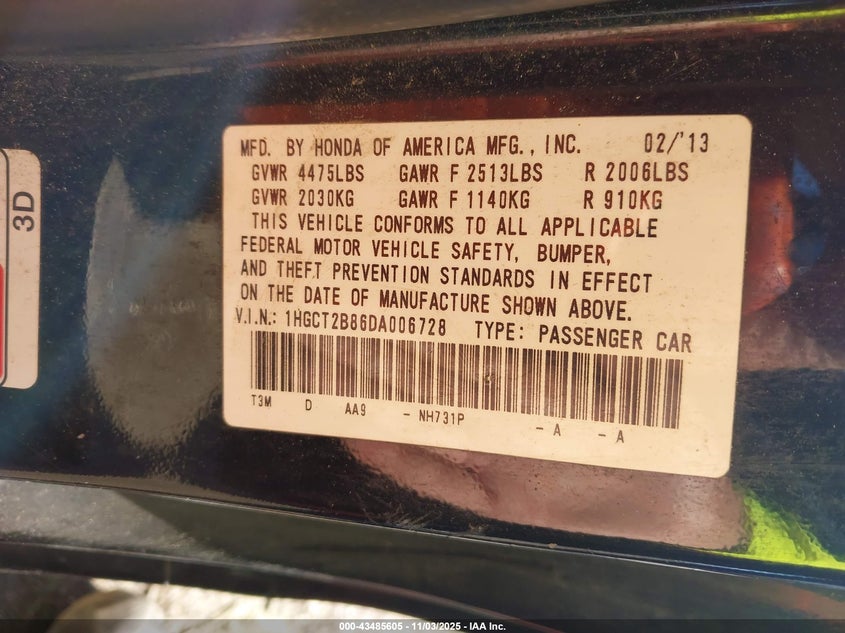 MFD. BY HONDA OF AMERICA MFG., INC. 02/'13
GVWR 4475LBS GAWR F 2513LBS R 2006LBS
GVWR 2030KG GAWR F 1140KG R 910KG
THIS VEHICLE CONFORMS TO ALL APPLICABLE
FEDERAL MOTOR VEHICLE SAFETY, BUMPER,
AND THEFT PREVENTION STANDARDS IN EFFECT
ON THE DATE OF MANUFACTURE SHOWN ABOVE.
V.I.N.: 1HGCT2B86DA006728 TYPE: PASSENGER CAR
T3M D AA9 - NH731P - A - A
3D
000-43485605 - 11/03/2025 - IAA Inc.